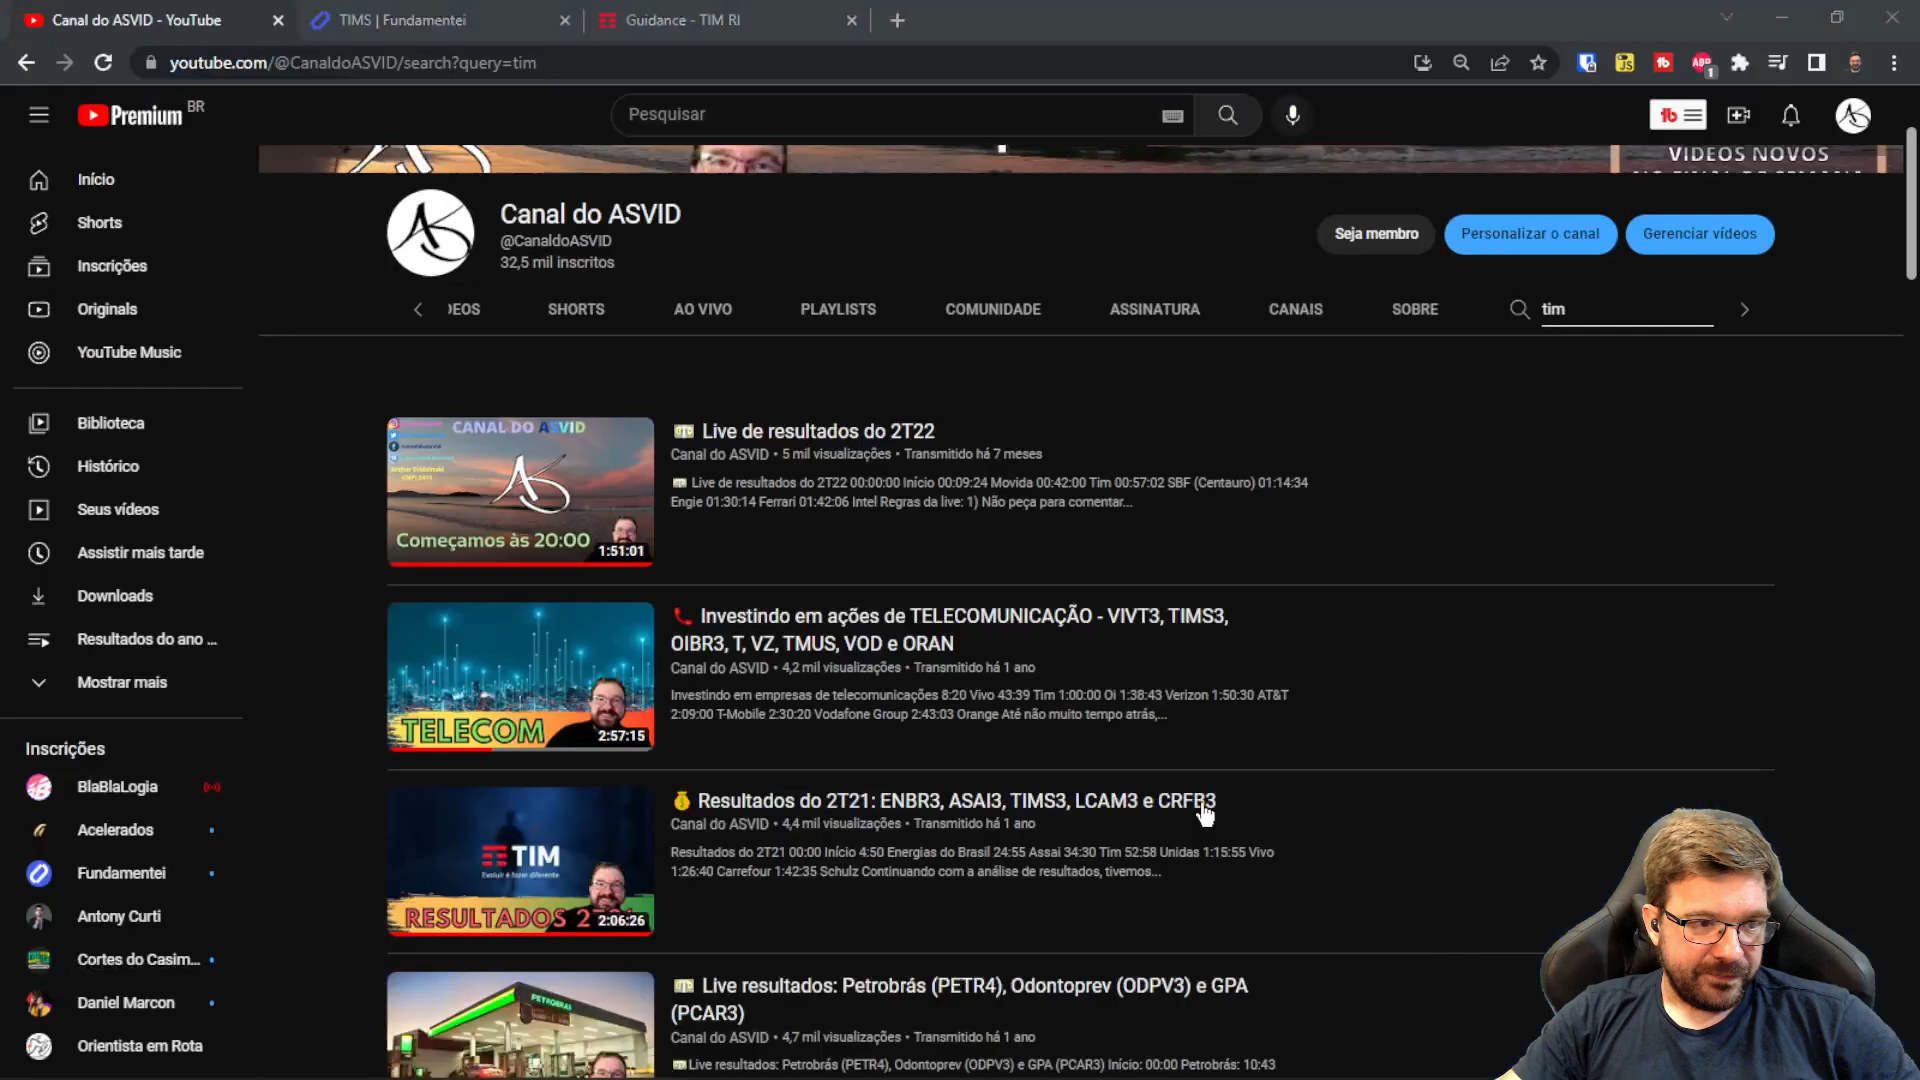 Canal do ASVID - YouTube
TIMS | Fundamentei
Guidance - TIM RI
youtube.com/@CanaldoASVID/search?query=tim
Premium BR
Pesquisar
VIDEOS NOVOS
Início
Shorts
Inscrições
Originals
YouTube Music
Biblioteca
Histórico
Seus vídeos
Assistir mais tarde
Downloads
Resultados do ano ...
Mostrar mais
Inscrições
BlaBlaLogia
Acelerados
Fundamentei
Antony Curti
Cortes do Casim...
Daniel Marcon
Orientista em Rota
Canal do ASVID
@CanaldoASVID
32,5 mil inscritos
Seja membro
Personalizar o canal
Gerenciar vídeos
DEOS
SHORTS
AO VIVO
PLAYLISTS
COMUNIDADE
ASSINATURA
CANAIS
SOBRE
tim
CANAL DO ASVID
Começamos às 20:00
1:51:01
Live de resultados do 2T22
Canal do ASVID • 5 mil visualizações • Transmitido há 7 meses
Live de resultados do 2T22 00:00:00 Início 00:09:24 Movida 00:42:00 Tim 00:57:02 SBF (Centauro) 01:14:34
Engie 01:30:14 Ferrari 01:42:06 Intel Regras da live: 1) Não peça para comentar...
TELECOM
2:57:15
Investindo em ações de TELECOMUNICAÇÃO - VIVT3, TIMS3,
OIBR3, T, VZ, TMUS, VOD e ORAN
Canal do ASVID • 4,2 mil visualizações • Transmitido há 1 ano
Investindo em empresas de telecomunicações 8:20 Vivo 43:39 Tim 1:00:00 Oi 1:38:43 Verizon 1:50:30 AT&T
2:09:00 T-Mobile 2:30:20 Vodafone Group 2:43:03 Orange Até não muito tempo atrás,...
TIM
Evoluir é fazer diferente
RESULTADOS 2T21
2:06:26
Resultados do 2T21: ENBR3, ASAI3, TIMS3, LCAM3 e CRFB3
Canal do ASVID • 4,4 mil visualizações • Transmitido há 1 ano
Resultados do 2T21 00:00 Início 4:50 Energias do Brasil 24:55 Assai 34:30 Tim 52:58 Unidas 1:15:55 Vivo
1:26:40 Carrefour 1:42:35 Schulz Continuando com a análise de resultados, tivemos...
PETROBRAS
Live resultados: Petrobrás (PETR4), Odontoprev (ODPV3) e GPA
(PCAR3)
Canal do ASVID • 4,7 mil visualizações • Transmitido há 1 ano
Live resultados: Petrobrás (PETR4), Odontoprev (ODPV3) e GPA (PCAR3) Início: 00:00 Petrobrás: 10:43